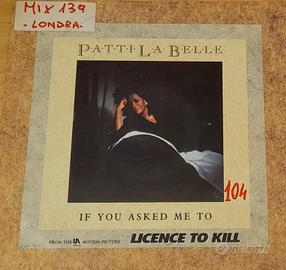 MIX 139
- LONDRA -
PATTI LA BELLE
104
IF YOU ASKED ME TO
FROM THE UA MOTION PICTURE LICENCE TO KILL